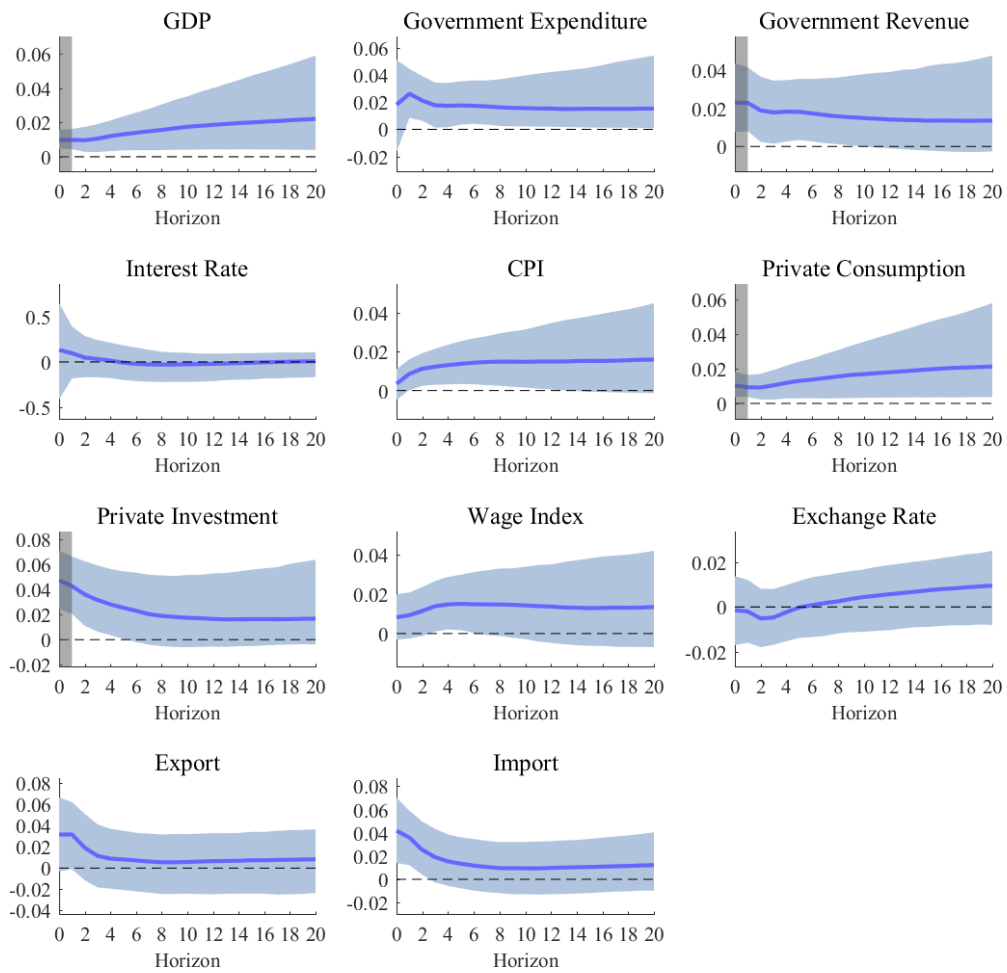 GDP
Government Expenditure
Government Revenue
0.06
0.04
0.02
0
0 2 4 6 8 10 12 14 16 18 20
Horizon
0.06
0.04
0.02
0
-0.02
0 2 4 6 8 10 12 14 16 18 20
Horizon
0.04
0.02
0
0 2 4 6 8 10 12 14 16 18 20
Horizon
Interest Rate
CPI
Private Consumption
0.5
0
-0.5
0 2 4 6 8 10 12 14 16 18 20
Horizon
0.04
0.02
0
0 2 4 6 8 10 12 14 16 18 20
Horizon
0.06
0.04
0.02
0
0 2 4 6 8 10 12 14 16 18 20
Horizon
Private Investment
Wage Index
Exchange Rate
0.08
0.06
0.04
0.02
0
-0.02
0 2 4 6 8 10 12 14 16 18 20
Horizon
0.04
0.02
0
0 2 4 6 8 10 12 14 16 18 20
Horizon
0.02
0
-0.02
0 2 4 6 8 10 12 14 16 18 20
Horizon
Export
Import
0.08
0.06
0.04
0.02
0
-0.02
-0.04
0 2 4 6 8 10 12 14 16 18 20
Horizon
0.08
0.06
0.04
0.02
0
-0.02
0 2 4 6 8 10 12 14 16 18 20
Horizon